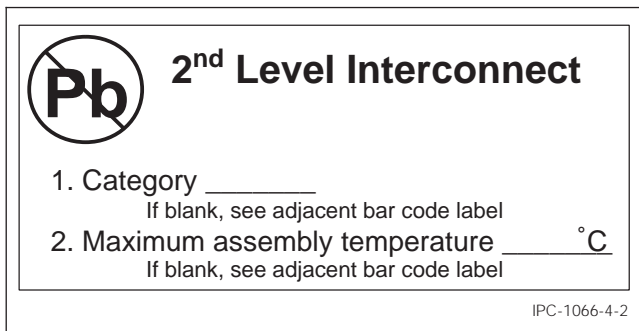 Pb
2nd Level Interconnect
1. Category _______
If blank, see adjacent bar code label
2. Maximum assembly temperature _______˚C
If blank, see adjacent bar code label
IPC-1066-4-2